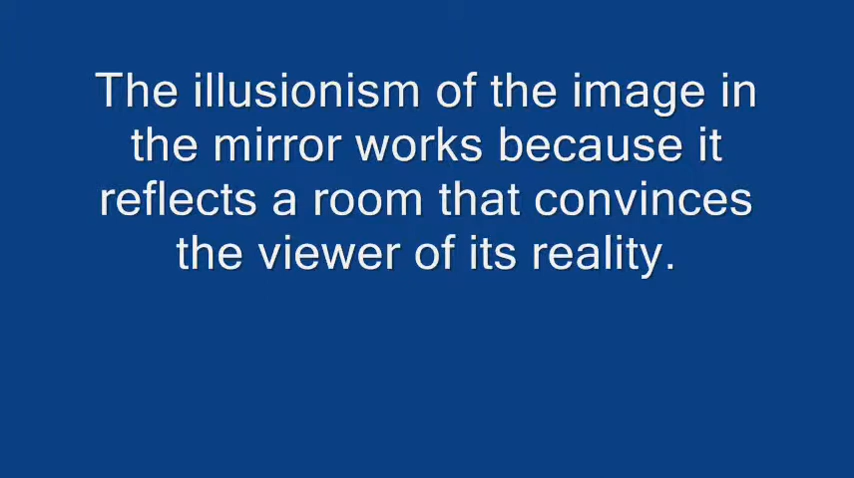 The illusionism of the image in
the mirror works because it
reflects a room that convinces
the viewer of its reality.